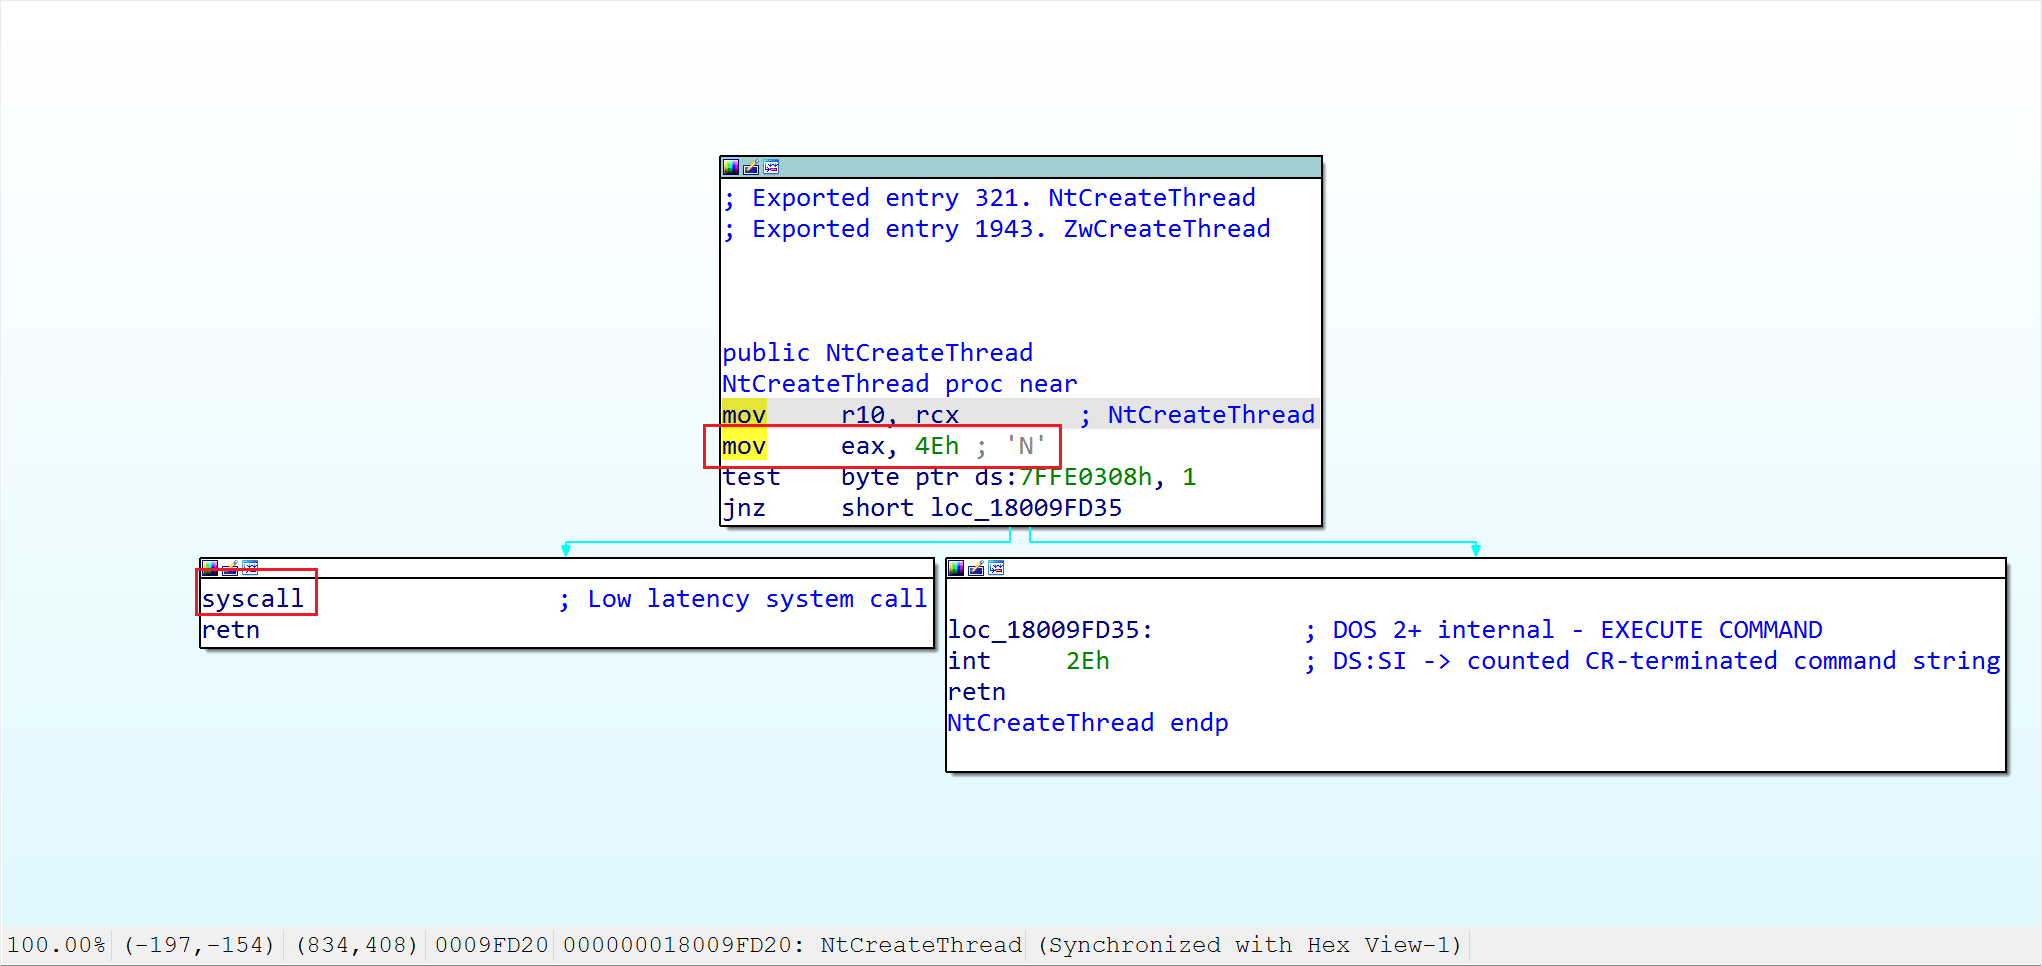 ; Exported entry 321. NtCreateThread
; Exported entry 1943. ZwCreateThread
public NtCreateThread
NtCreateThread proc near
mov r10, rcx ; NtCreateThread
mov eax, 4Eh ; 'N'
test byte ptr ds:7FFE0308h, 1
jnz short loc_18009FD35
syscall ; Low latency system call
retn
loc_18009FD35: ; DOS 2+ internal - EXECUTE COMMAND
int 2Eh ; DS:SI -> counted CR-terminated command string
retn
NtCreateThread endp
100.00% (-197,-154) (834,408) 0009FD20 000000018009FD20: NtCreateThread (Synchronized with Hex View-1)